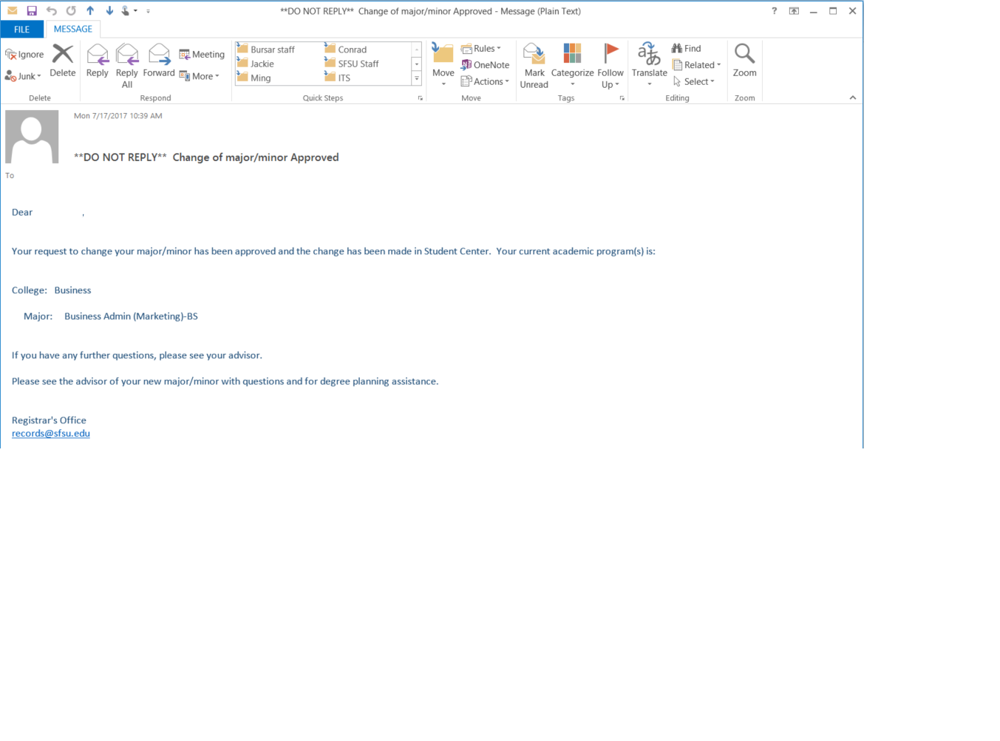 **DO NOT REPLY**  Change of major/minor Approved - Message (Plain Text)
?
FILE
MESSAGE
Ignore
Junk
Delete
Delete
Reply
Reply All
Forward
Meeting
More
Respond
Bursar staff
Conrad
Jackie
SFSU Staff
Ming
ITS
Quick Steps
Move
Rules
OneNote
Actions
Move
Mark Unread
Categorize
Follow Up
Tags
Translate
Find
Related
Select
Editing
Zoom
Zoom
Mon 7/17/2017 10:39 AM
**DO NOT REPLY**  Change of major/minor Approved
To
Dear ,
Your request to change your major/minor has been approved and the change has been made in Student Center.  Your current academic program(s) is:
College:   Business
Major:    Business Admin (Marketing)-BS
If you have any further questions, please see your advisor.
Please see the advisor of your new major/minor with questions and for degree planning assistance.
Registrar's Office
records@sfsu.edu